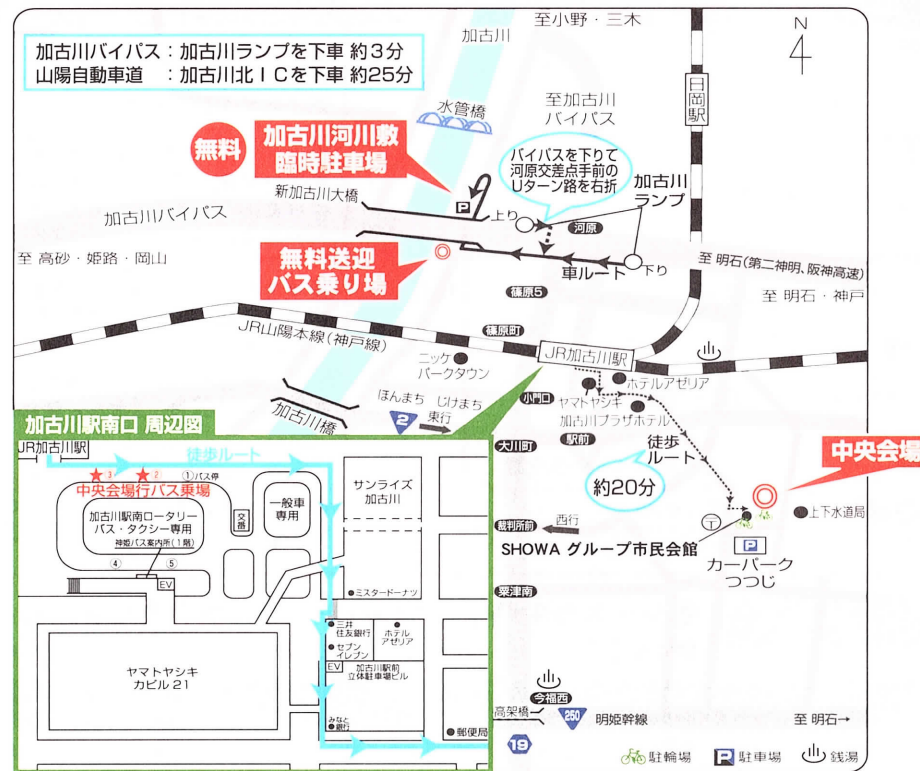 至小野・三木
加古川
N
4
加古川バイパス：加古川ランプを下車 約3分
山陽自動車道　：加古川北ＩＣを下車 約25分
日岡駅
水管橋
至加古川
バイパス
無料
加古川河川敷
臨時駐車場
バイパスを下りて
河原交差点手前の
Uターン路を右折
新加古川大橋
P
加古川
ランプ
加古川バイパス
上り
河原
至 高砂・姫路・岡山
無料送迎
バス乗り場
車ルート
下り
至 明石(第二神明、阪神高速)
篠原5
至 明石・神戸
JR山陽本線(神戸線)
篠原町
JR加古川駅
ニッケ
パークタウン
ホテルアゼリア
ヤマトヤシキ
加古川プラザホテル
小門口
ほんまち じけまち
2
東行
加古川橋
駅前
大川町
徒歩
ルート
約20分
中央会場
上下水道局
裁判所前
西行
〒
SHOWA グループ市民会館
P
カーパーク
つつじ
粟津南
今福西
高架橋
250
明姫幹線
至 明石→
19
駐輪場
P 駐車場
銭湯
加古川駅南口 周辺図
JR加古川駅
徒歩ルート
★3
★2
①バス停
中央会場行バス乗場
サンライズ
加古川
加古川駅南ロータリー
バス・タクシー専用
神姫バス案内所(1階)
交番
一般車
専用
④
⑤
EV
ミスタードーナツ
三井
住友銀行
ホテル
アゼリア
セブン
イレブン
EV
加古川駅前
立体駐車場ビル
ヤマトヤシキ
カピル21
みなと
銀行
郵便局